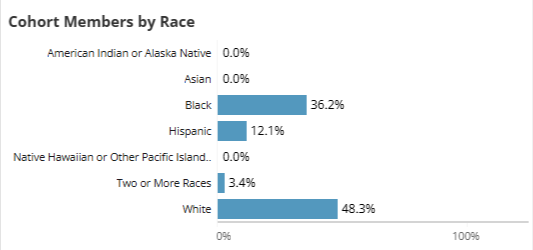 Cohort Members by Race
American Indian or Alaska Native 0.0%
Asian 0.0%
Black 36.2%
Hispanic 12.1%
Native Hawaiian or Other Pacific Island.. 0.0%
Two or More Races 3.4%
White 48.3%
0% 100%